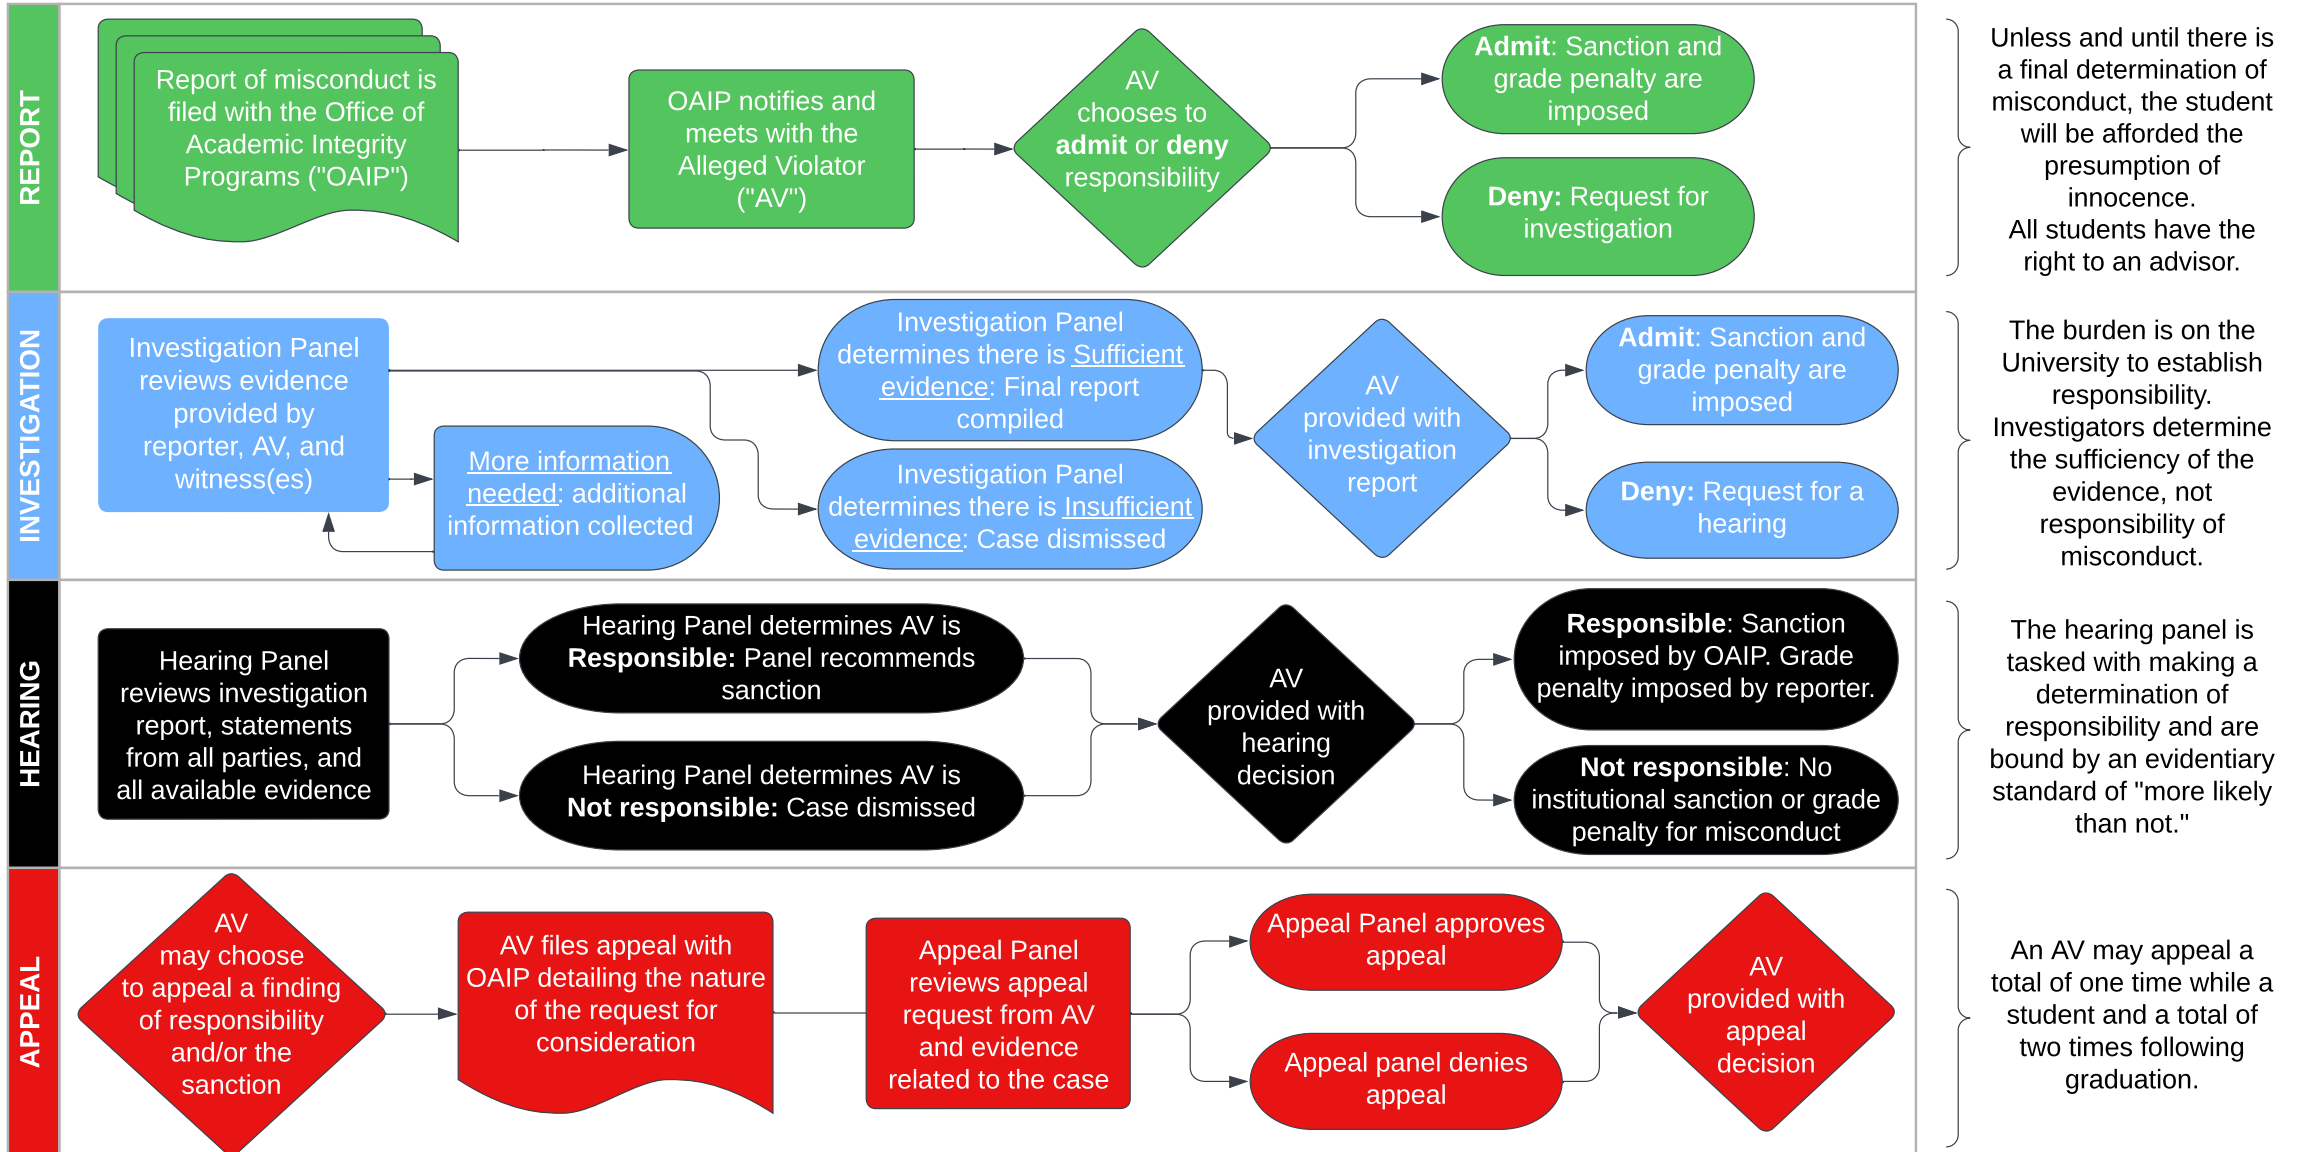 REPORT
Report of misconduct is
filed with the Office of
Academic Integrity
Programs ("OAIP")
OAIP notifies and
meets with the
Alleged Violator
("AV")
AV
chooses to
admit or deny
responsibility
Admit: Sanction and
grade penalty are
imposed
Deny: Request for
investigation
Unless and until there is
a final determination of
misconduct, the student
will be afforded the
presumption of
innocence.
All students have the
right to an advisor.
INVESTIGATION
Investigation Panel
reviews evidence
provided by
reporter, AV, and
witness(es)
More information
needed: additional
information collected
Investigation Panel
determines there is Sufficient
evidence: Final report
compiled
Investigation Panel
determines there is Insufficient
evidence: Case dismissed
AV
provided with
investigation
report
Admit: Sanction and
grade penalty are
imposed
Deny: Request for a
hearing
The burden is on the
University to establish
responsibility.
Investigators determine
the sufficiency of the
evidence, not
responsibility of
misconduct.
HEARING
Hearing Panel
reviews investigation
report, statements
from all parties, and
all available evidence
Hearing Panel determines AV is
Responsible: Panel recommends
sanction
Hearing Panel determines AV is
Not responsible: Case dismissed
AV
provided with
hearing
decision
Responsible: Sanction
imposed by OAIP. Grade
penalty imposed by reporter.
Not responsible: No
institutional sanction or grade
penalty for misconduct
The hearing panel is
tasked with making a
determination of
responsibility and are
bound by an evidentiary
standard of "more likely
than not."
APPEAL
AV
may choose
to appeal a finding
of responsibility
and/or the
sanction
AV files appeal with
OAIP detailing the nature
of the request for
consideration
Appeal Panel
reviews appeal
request from AV
and evidence
related to the case
Appeal Panel approves
appeal
Appeal panel denies
appeal
AV
provided with
appeal
decision
An AV may appeal a
total of one time while a
student and a total of
two times following
graduation.